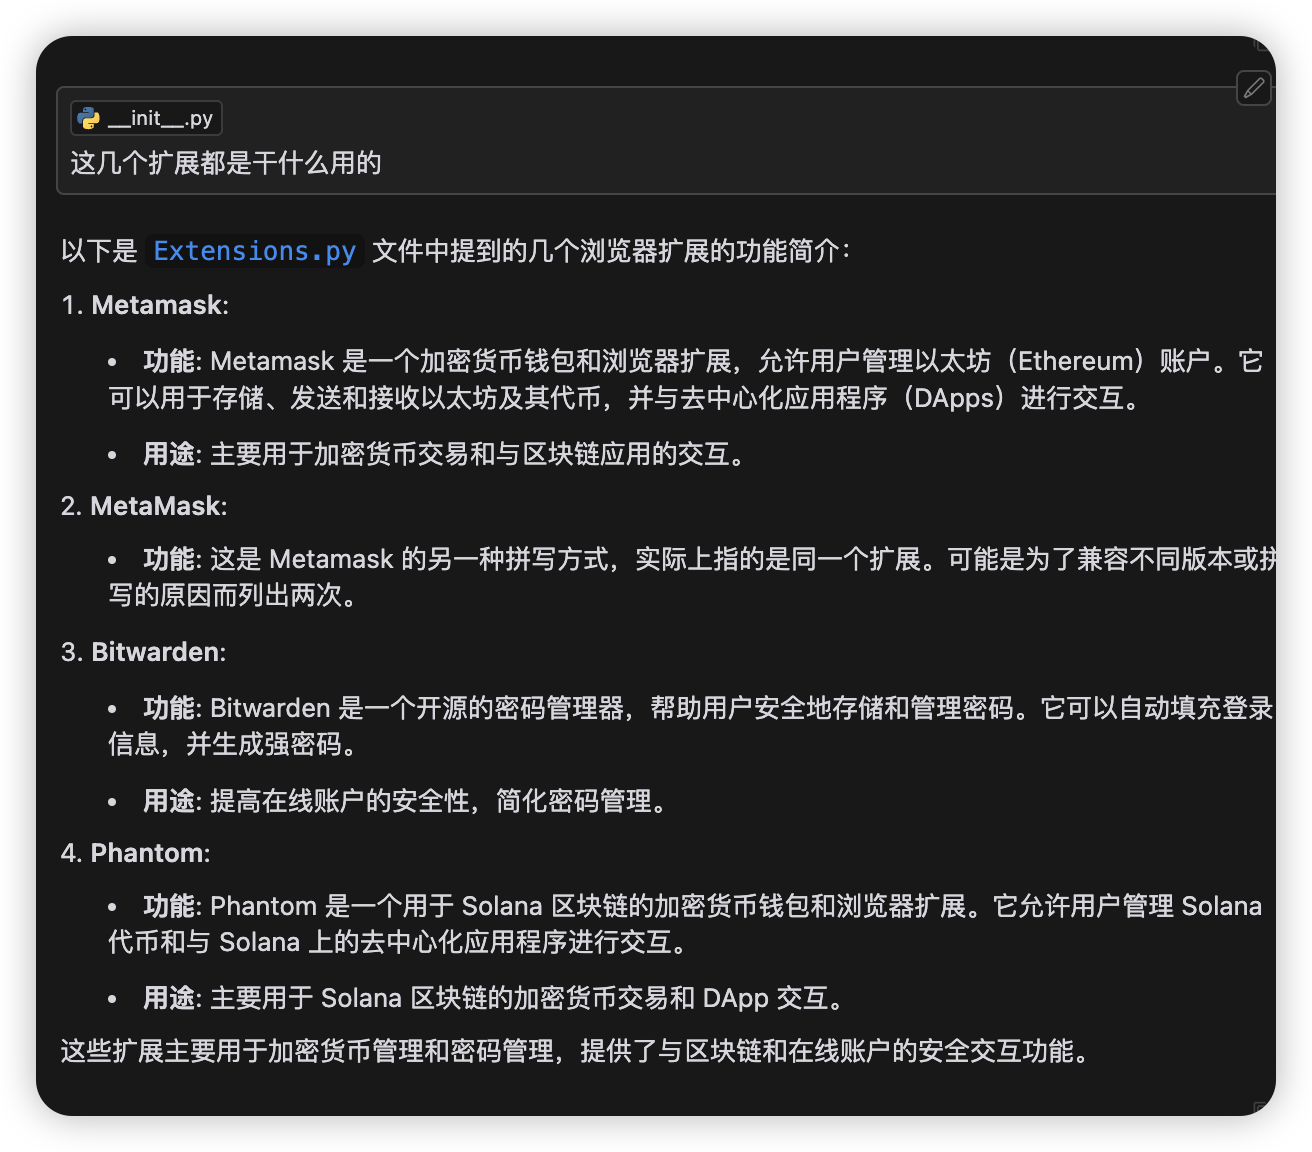 __init__.py
这几个扩展都是干什么用的
以下是 Extensions.py 文件中提到的几个浏览器扩展的功能简介：
1. Metamask:
• 功能: Metamask 是一个加密货币钱包和浏览器扩展，允许用户管理以太坊（Ethereum）账户。它
可以用于存储、发送和接收以太坊及其代币，并与去中心化应用程序（DApps）进行交互。
• 用途: 主要用于加密货币交易和与区块链应用的交互。
2. MetaMask:
• 功能: 这是 Metamask 的另一种拼写方式，实际上指的是同一个扩展。可能是为了兼容不同版本或拼
写的原因而列出两次。
3. Bitwarden:
• 功能: Bitwarden 是一个开源的密码管理器，帮助用户安全地存储和管理密码。它可以自动填充登录
信息，并生成强密码。
• 用途: 提高在线账户的安全性，简化密码管理。
4. Phantom:
• 功能: Phantom 是一个用于 Solana 区块链的加密货币钱包和浏览器扩展。它允许用户管理 Solana
代币和与 Solana 上的去中心化应用程序进行交互。
• 用途: 主要用于 Solana 区块链的加密货币交易和 DApp 交互。
这些扩展主要用于加密货币管理和密码管理，提供了与区块链和在线账户的安全交互功能。